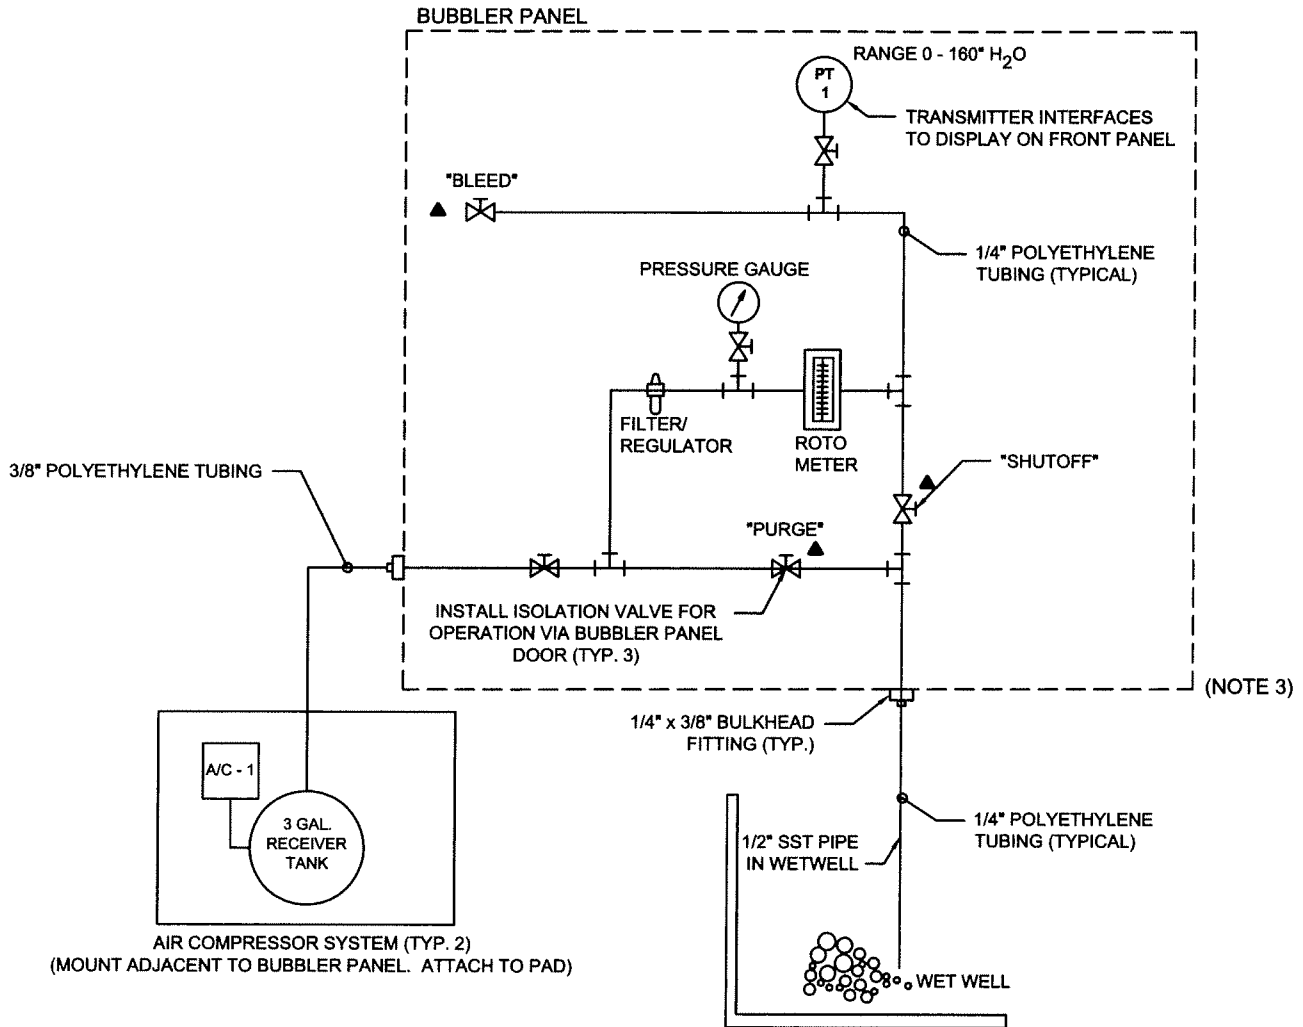 BUBBLER PANEL
RANGE 0 - 160" H2O
PT
1
TRANSMITTER INTERFACES
TO DISPLAY ON FRONT PANEL
"BLEED"
1/4" POLYETHYLENE
TUBING (TYPICAL)
PRESSURE GAUGE
FILTER/
REGULATOR
ROTO
METER
3/8" POLYETHYLENE TUBING
"SHUTOFF"
"PURGE"
INSTALL ISOLATION VALVE FOR
OPERATION VIA BUBBLER PANEL
DOOR (TYP. 3)
(NOTE 3)
1/4" x 3/8" BULKHEAD
FITTING (TYP.)
A/C - 1
3 GAL.
RECEIVER
TANK
1/2" SST PIPE
IN WETWELL
1/4" POLYETHYLENE
TUBING (TYPICAL)
AIR COMPRESSOR SYSTEM (TYP. 2)
(MOUNT ADJACENT TO BUBBLER PANEL. ATTACH TO PAD)
WET WELL